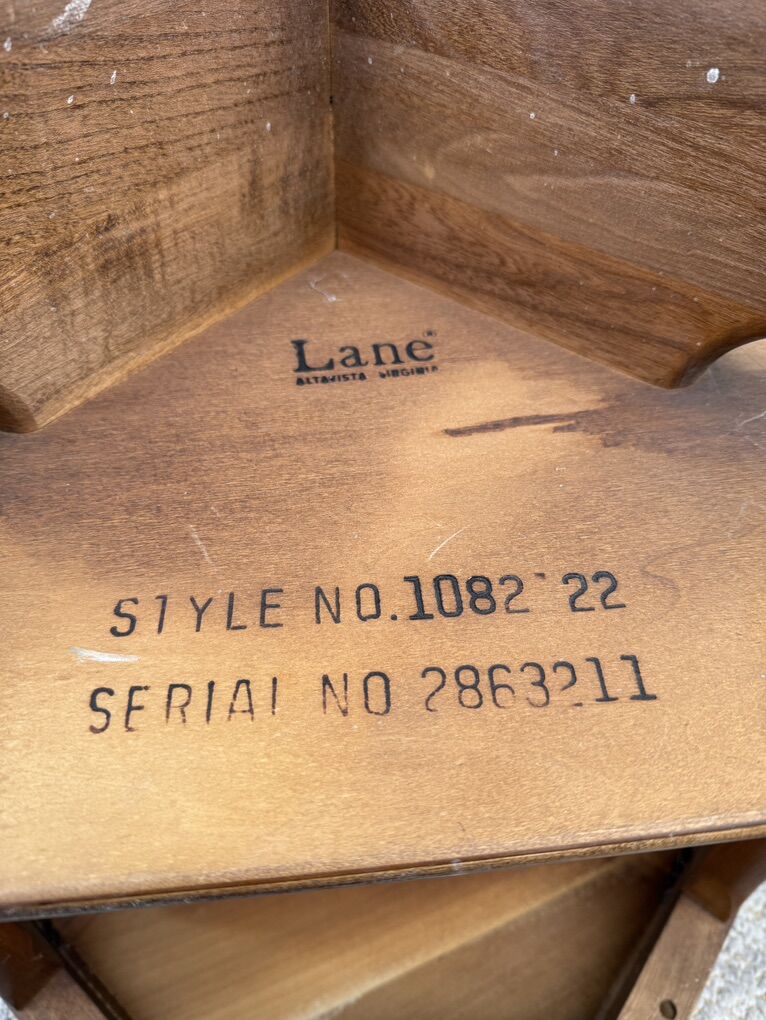 Lane®
ALTAVISTA VIRGINIA
STYLE NO. 1082-22
SERIAL NO 2863211